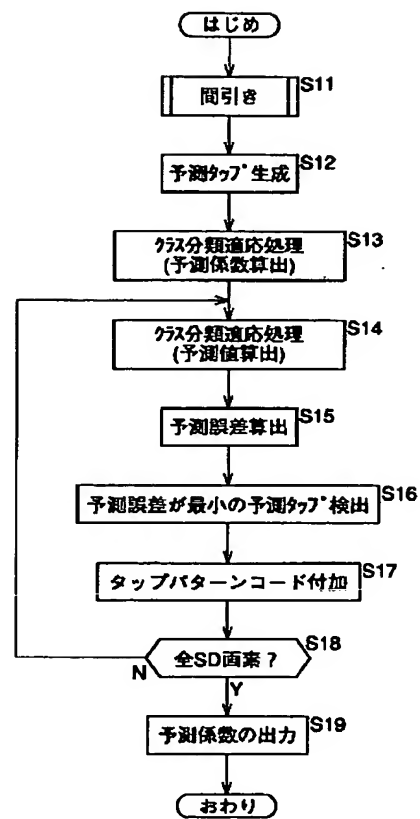 はじめ
間引き
S11
予測タップ生成
S12
クラス分類適応処理
(予測係数算出)
S13
クラス分類適応処理
(予測値算出)
S14
予測誤差算出
S15
予測誤差が最小の予測タップ検出
S16
タップパターンコード付加
S17
全SD画素？
S18
N
Y
予測係数の出力
S19
おわり